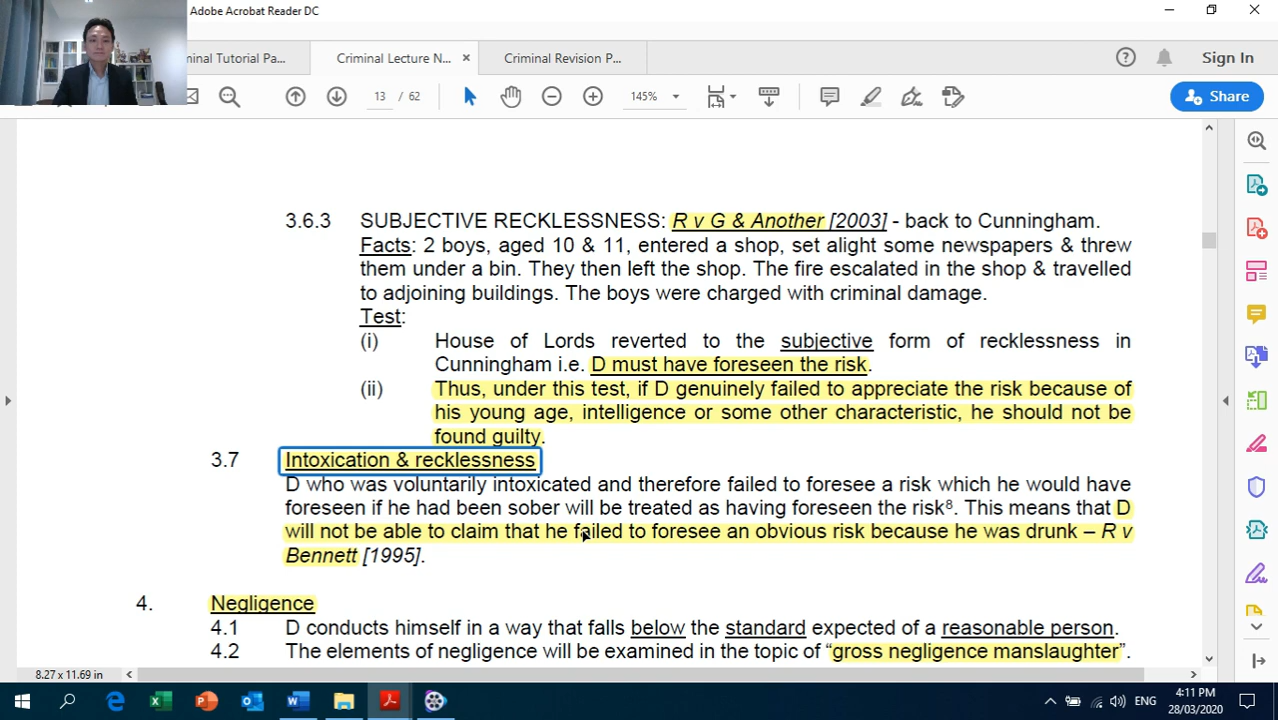 Adobe Acrobat Reader DC
minal Tutorial Pa...
Criminal Lecture N...
Criminal Revision P...
Sign In
13 / 62
145%
Share
3.6.3 SUBJECTIVE RECKLESSNESS: R v G & Another [2003] - back to Cunningham.
Facts: 2 boys, aged 10 & 11, entered a shop, set alight some newspapers & threw
them under a bin. They then left the shop. The fire escalated in the shop & travelled
to adjoining buildings. The boys were charged with criminal damage.
Test:
(i) House of Lords reverted to the subjective form of recklessness in
Cunningham i.e. D must have foreseen the risk.
(ii) Thus, under this test, if D genuinely failed to appreciate the risk because of
his young age, intelligence or some other characteristic, he should not be
found guilty.
3.7 Intoxication & recklessness
D who was voluntarily intoxicated and therefore failed to foresee a risk which he would have
foreseen if he had been sober will be treated as having foreseen the risk⁸. This means that D
will not be able to claim that he failed to foresee an obvious risk because he was drunk – R v
Bennett [1995].
4. Negligence
4.1 D conducts himself in a way that falls below the standard expected of a reasonable person.
4.2 The elements of negligence will be examined in the topic of “gross negligence manslaughter”.
8.27 x 11.69 in
ENG
4:11 PM
28/03/2020